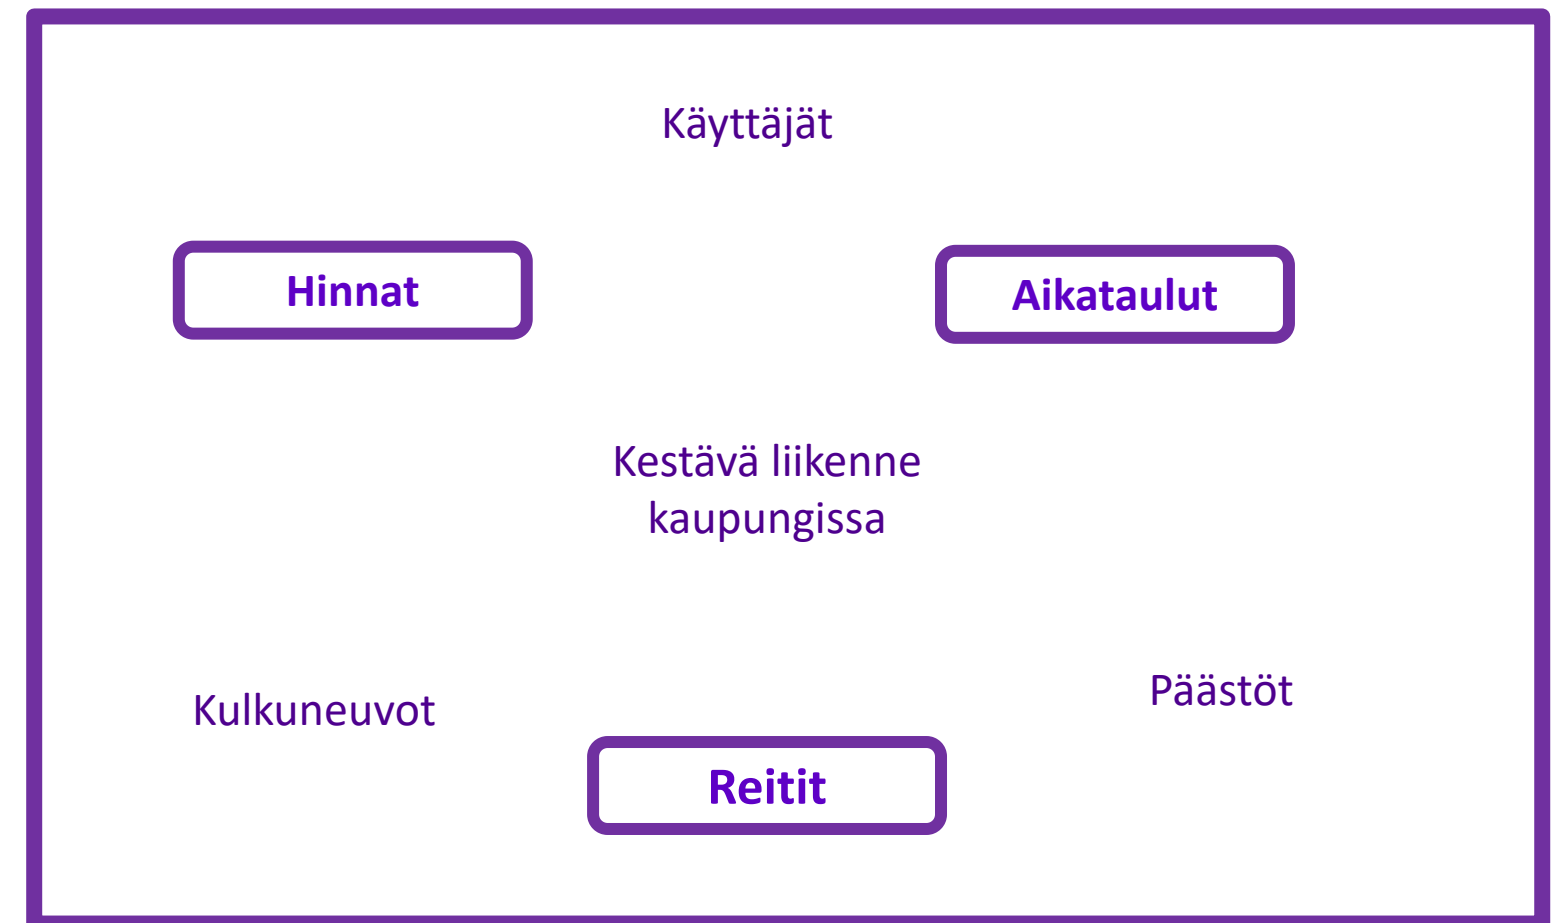 Käyttäjät
Hinnat
Aikataulut
Kestävä liikenne
kaupungissa
Kulkuneuvot
Päästöt
Reitit